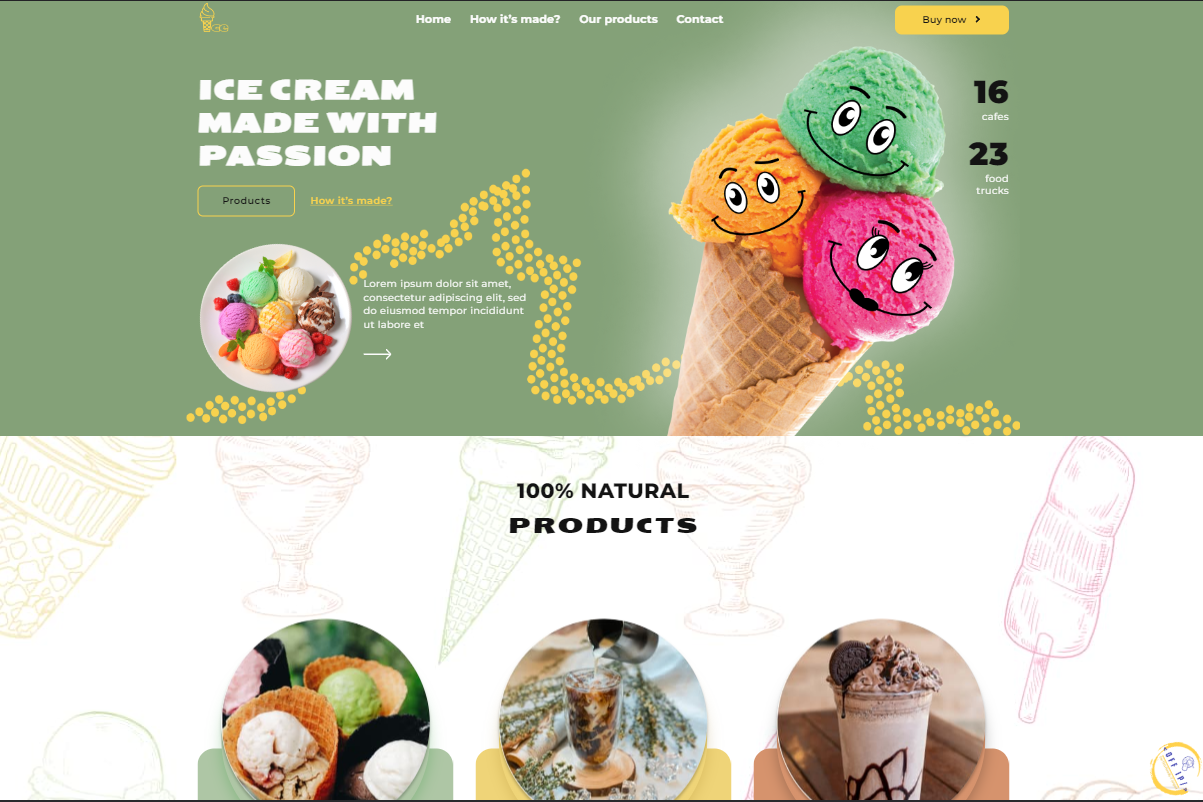 Home
How it's made?
Our products
Contact
Buy now
ICE CREAM
MADE WITH
PASSION
Products
How it's made?
16
cafes
23
food
trucks
Lorem ipsum dolor sit amet,
consectetur adipiscing elit, sed
do eiusmod tempor incididunt
ut labore et
100% NATURAL
PRODUCTS